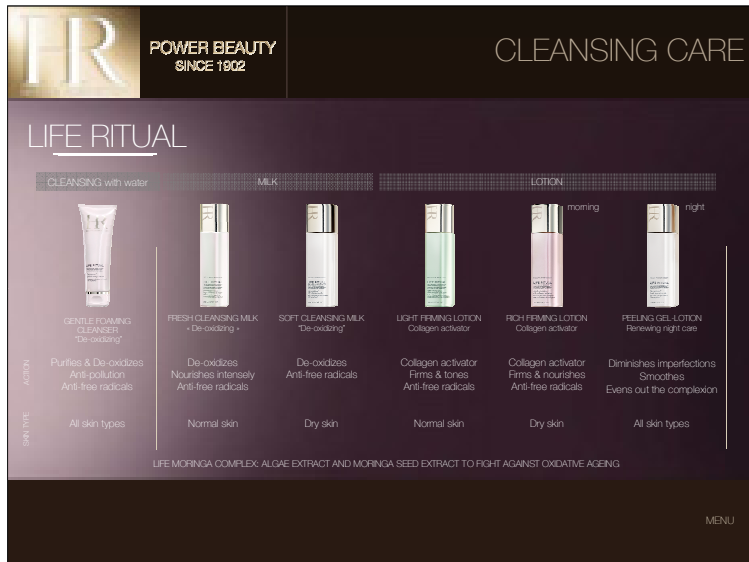 HR
POWER BEAUTY
SINCE 1902
CLEANSING CARE
LIFE RITUAL
CLEANSING with water
MILK
LOTION
morning
night
GENTLE FOAMING
CLEANSER
"De-oxidizing"
FRESH CLEANSING MILK
« De-oxidizing »
SOFT CLEANSING MILK
"De-oxidizing"
LIGHT FIRMING LOTION
Collagen activator
RICH FIRMING LOTION
Collagen activator
PEELING GEL-LOTION
Renewing night care
ACTION
Purifies & De-oxidizes
Anti-pollution
Anti-free radicals
De-oxidizes
Nourishes intensely
Anti-free radicals
De-oxidizes
Anti-free radicals
Collagen activator
Firms & tones
Anti-free radicals
Collagen activator
Firms & nourishes
Anti-free radicals
Diminishes imperfections
Smoothes
Evens out the complexion
SKIN TYPE
All skin types
Normal skin
Dry skin
Normal skin
Dry skin
All skin types
LIFE MORINGA COMPLEX: ALGAE EXTRACT AND MORINGA SEED EXTRACT TO FIGHT AGAINST OXIDATIVE AGEING
MENU